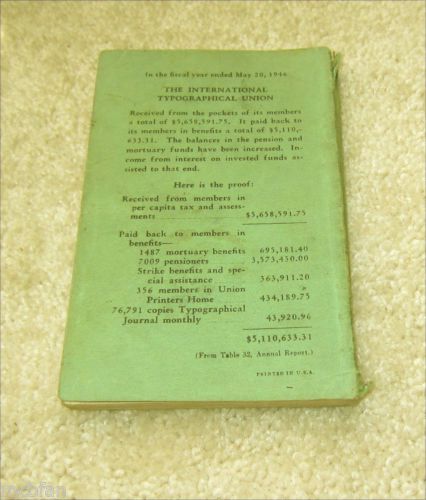 In the fiscal year ended May 20, 1946
THE INTERNATIONAL
TYPOGRAPHICAL UNION
Received from the pockets of its members
a total of $5,658,591.75. It paid back to
its members in benefits a total of $5,110,-
633.31. The balances in the pension and
mortuary funds have been increased. In-
come from interest on invested funds as-
sisted to that end.
Here is the proof:
Received from members in
per capita tax and assess-
ments $5,658,591.75
Paid back to members in
benefits—
1487 mortuary benefits 695,181.40
7009 pensioners 3,573,430.00
Strike benefits and spe-
cial assistance 363,911.20
356 members in Union
Printers Home 434,189.75
76,791 copies Typographical
Journal monthly 43,920.96
$5,110,633.31
(From Table 32, Annual Report.)
PRINTED IN U.S.A.